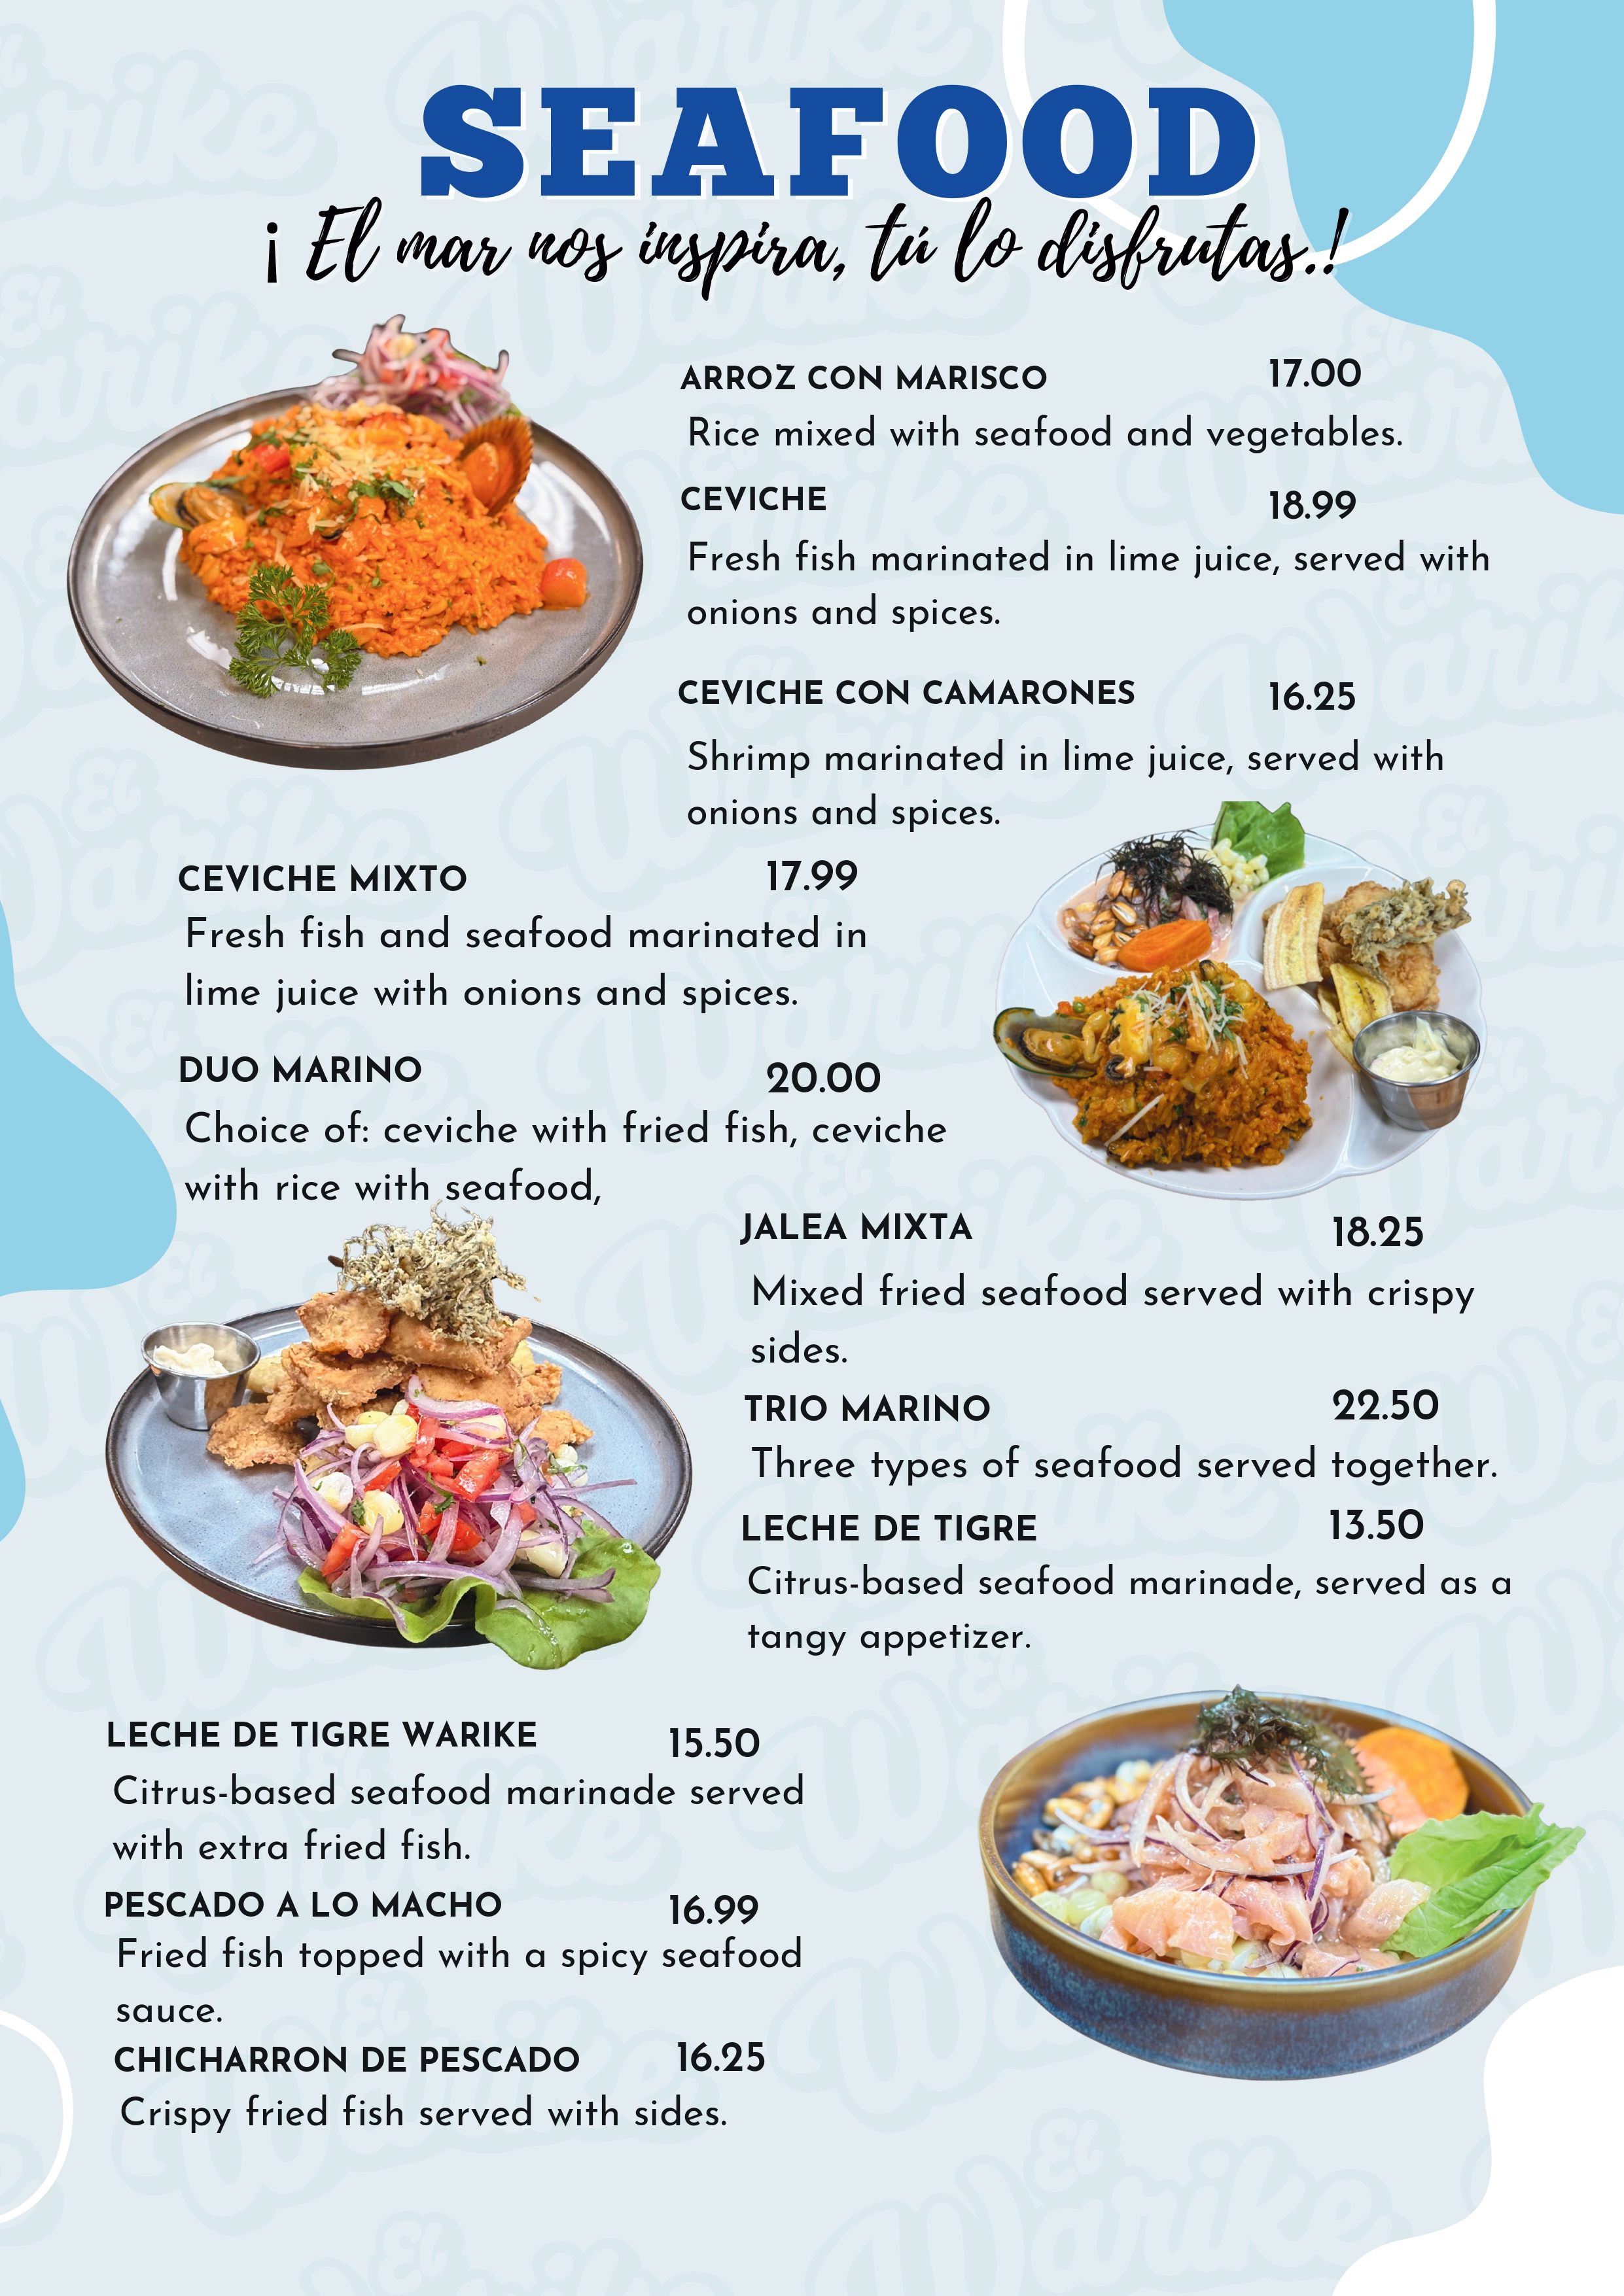 SEAFOOD
¡ El mar nos inspira, tú lo disfrutas.!
ARROZ CON MARISCO 17.00
Rice mixed with seafood and vegetables.
CEVICHE 18.99
Fresh fish marinated in lime juice, served with
onions and spices.
CEVICHE CON CAMARONES 16.25
Shrimp marinated in lime juice, served with
onions and spices.
CEVICHE MIXTO 17.99
Fresh fish and seafood marinated in
lime juice with onions and spices.
DUO MARINO 20.00
Choice of: ceviche with fried fish, ceviche
with rice with seafood,
JALEA MIXTA 18.25
Mixed fried seafood served with crispy
sides.
TRIO MARINO 22.50
Three types of seafood served together.
LECHE DE TIGRE 13.50
Citrus-based seafood marinade, served as a
tangy appetizer.
LECHE DE TIGRE WARIKE 15.50
Citrus-based seafood marinade served
with extra fried fish.
PESCADO A LO MACHO 16.99
Fried fish topped with a spicy seafood
sauce.
CHICHARRON DE PESCADO 16.25
Crispy fried fish served with sides.
El Warike